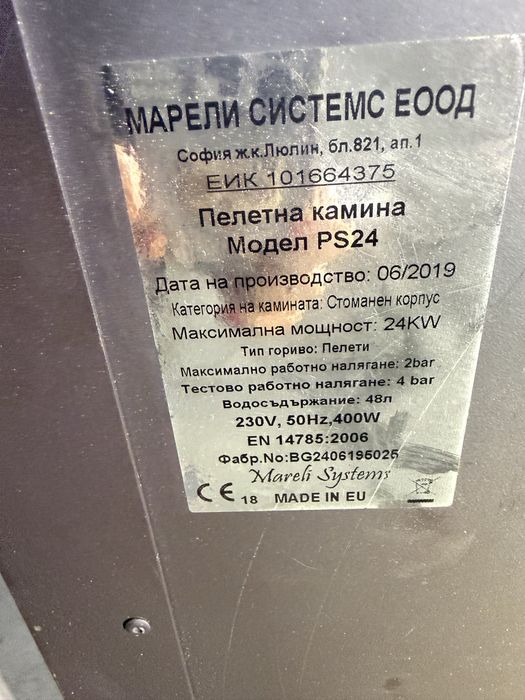 МАРЕЛИ СИСТЕМС ЕООД
София ж.к.Люлин, бл.821, ап.1
ЕИК 101664375
Пелетна камина
Модел PS24
Дата на производство: 06/2019
Категория на камината: Стоманен корпус
Максимална мощност: 24KW
Тип гориво: Пелети
Максимално работно налягане: 2bar
Тестово работно налягане: 4 bar
Водосъдържание: 48л
230V, 50Hz,400W
EN 14785:2006
Фабр.No:BG2406195025
Mareli Systems
CE 18 MADE IN EU